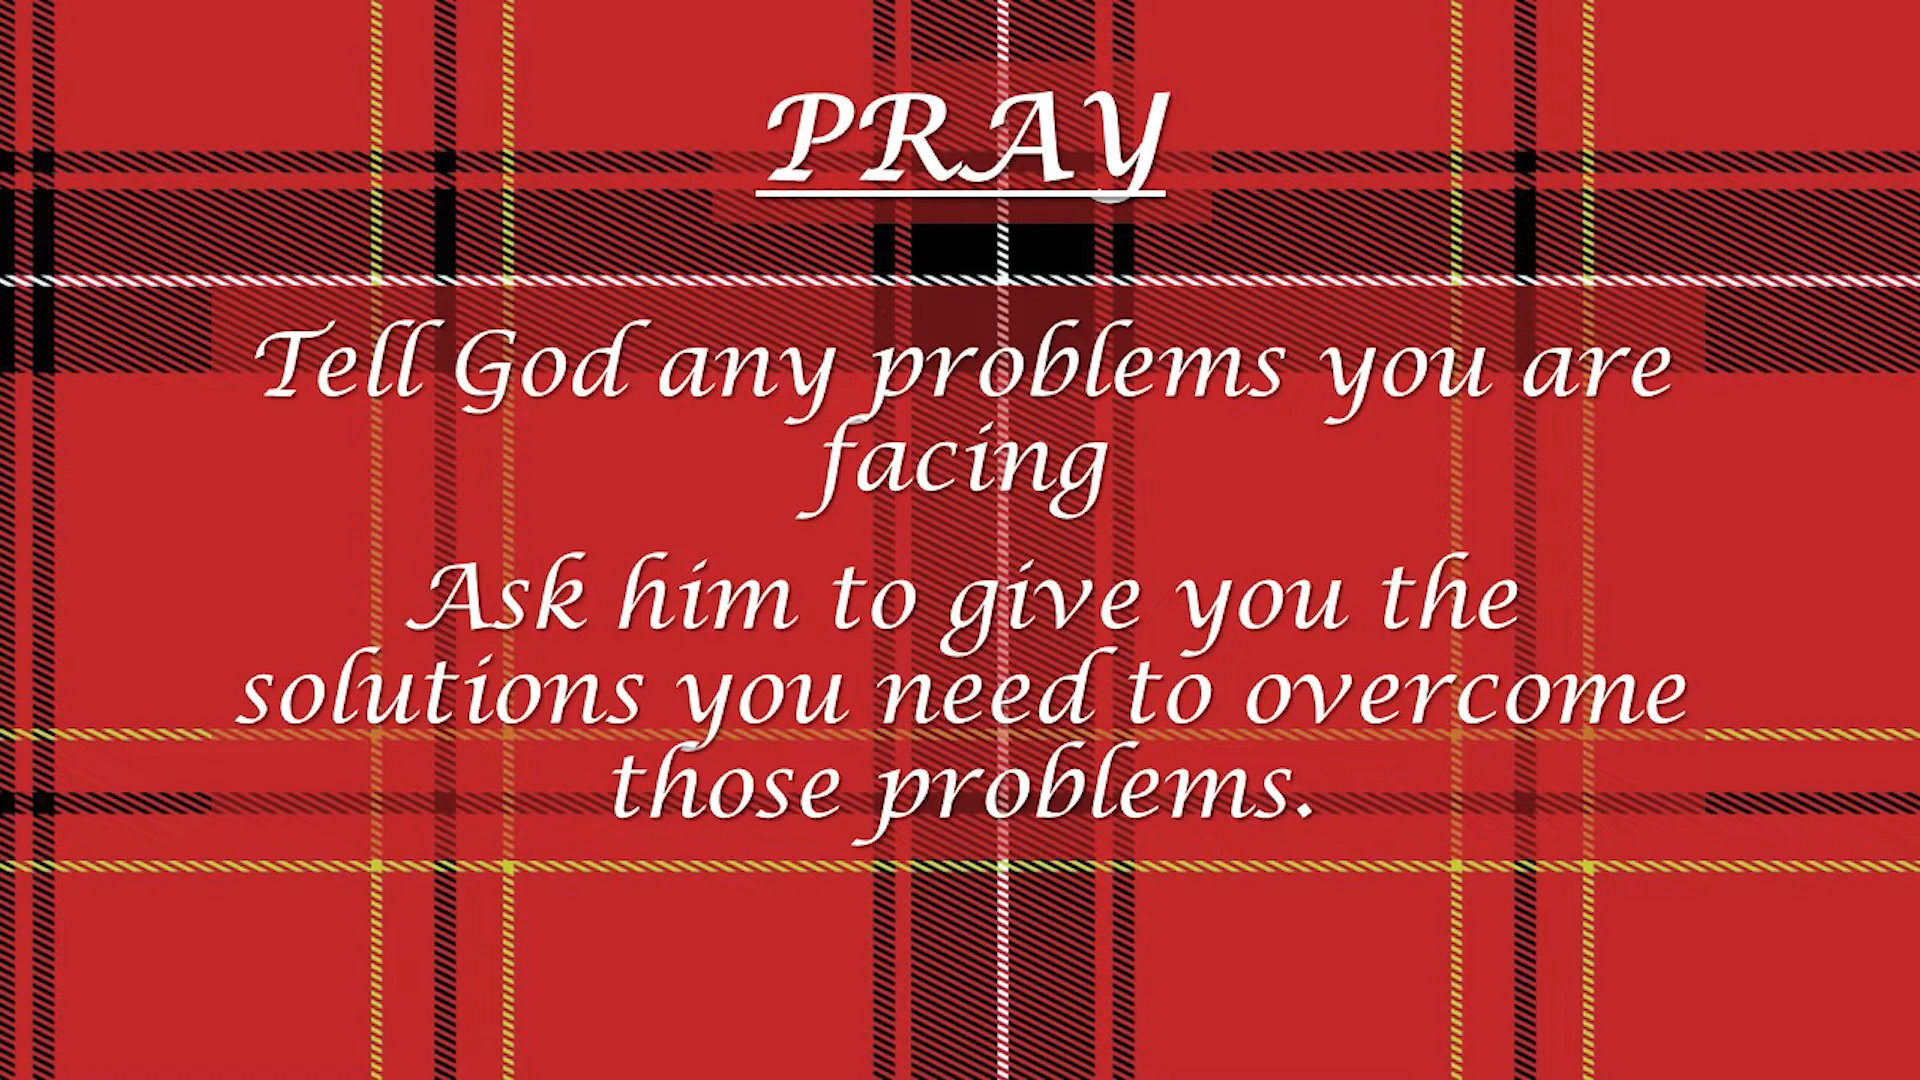 PRAY
Tell God any problems you are
facing
Ask him to give you the
solutions you need to overcome
those problems.